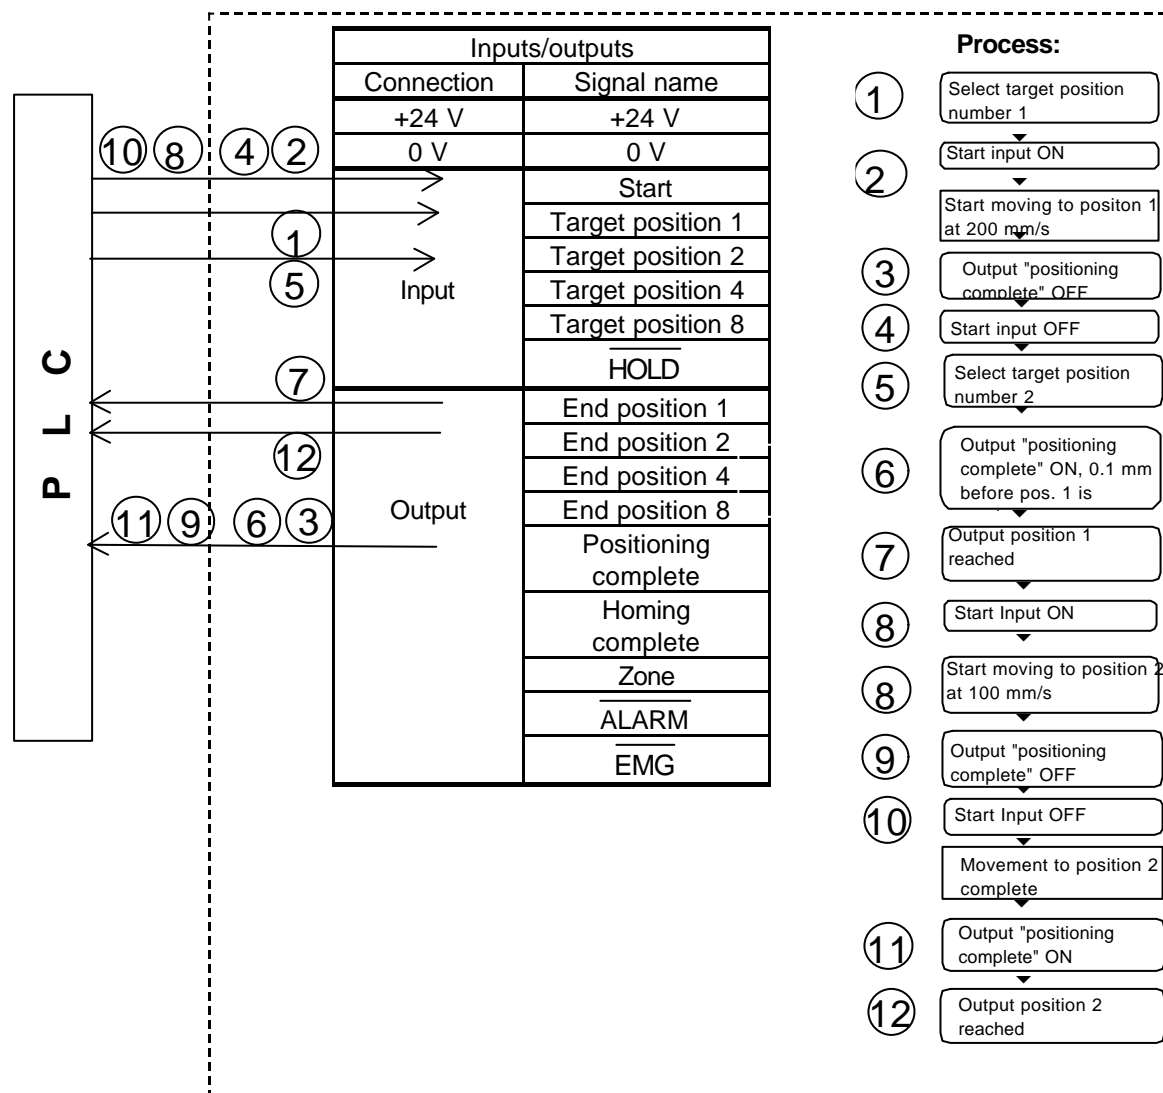 Inputs/outputs
Connection Signal name
+24 V +24 V
0 V 0 V
Input
Start
Target position 1
Target position 2
Target position 4
Target position 8
HOLD
Output
End position 1
End position 2
End position 4
End position 8
Positioning
complete
Homing
complete
Zone
ALARM
EMG
P L C
10 8 4 2
1
5
7
12
11 9 6 3
Process:
1
Select target position
number 1
2
Start input ON
Start moving to positon 1
at 200 mm/s
3
Output "positioning
complete" OFF
4
Start input OFF
5
Select target position
number 2
6
Output "positioning
complete" ON, 0.1 mm
before pos. 1 is
7
Output position 1
reached
8
Start Input ON
8
Start moving to position 2
at 100 mm/s
9
Output "positioning
complete" OFF
10
Start Input OFF
Movement to position 2
complete
11
Output "positioning
complete" ON
12
Output position 2
reached